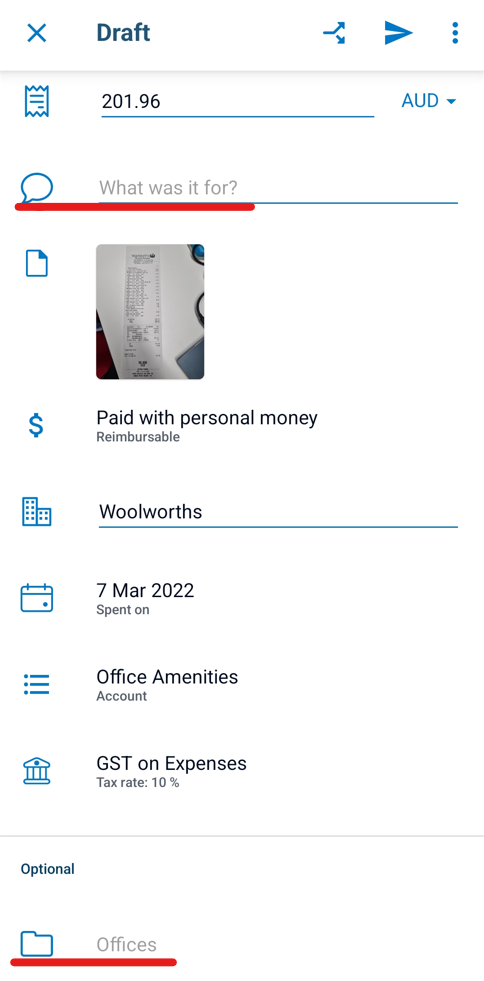 Draft
201.96
AUD
What was it for?
Paid with personal money
Reimbursable
Woolworths
7 Mar 2022
Spent on
Office Amenities
Account
GST on Expenses
Tax rate: 10 %
Optional
Offices